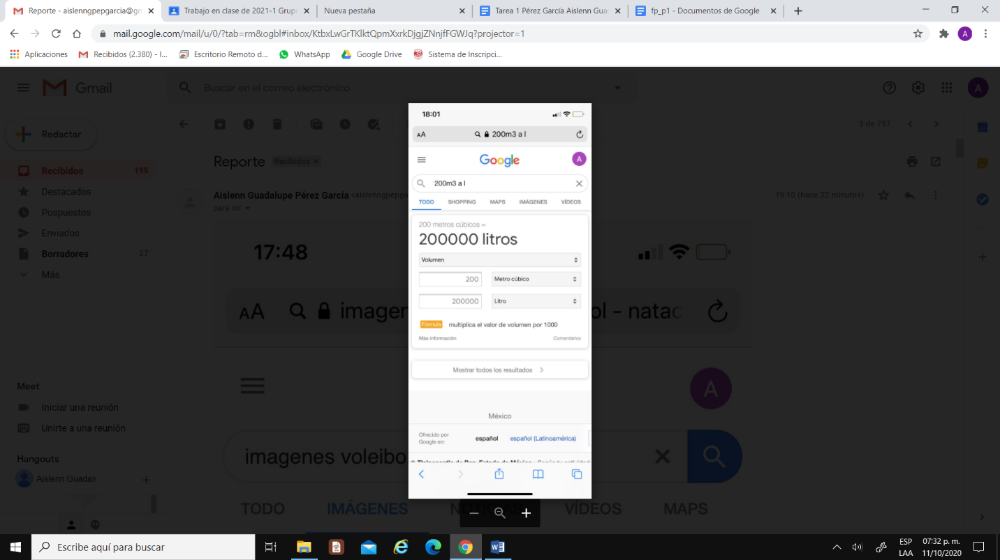 Reporte - aislenngpepgarcia@gm
Trabajo en clase de 2021-1 Grupo
Nueva pestaña
Tarea 1 Pérez García Aislenn Gua
fp_p1 - Documentos de Google
mail.google.com/mail/u/0/?tab=rm&ogbl#inbox/KtbxLwGrTKlktQpmXxrkDjgjZNnjfFGWJq?projector=1
A
Aplicaciones
Recibidos (2.380) - l...
Escritorio Remoto d...
WhatsApp
Google Drive
Sistema de Inscripci...
Gmail
Buscar en el correo electrónico
A
Redactar
3 de 797
Recibidos 195
Destacados
Pospuestos
Enviados
Borradores 27
Más
Reporte
Recibidos
Aislenn Guadalupe Pérez García <aislenngpepga
para mí
19:10 (hace 22 minutos)
17:48
AA
imagen
ol - natac
A
imagenes voleibo
TODO
IMÁGENES
VÍDEOS
MAPS
Meet
Iniciar una reunión
Unirte a una reunión
Hangouts
Aislenn Guadalu
18:01
AA
200m3 a l
Google
A
200m3 a l
TODO
SHOPPING
MAPS
IMÁGENES
VÍDEOS
200 metros cúbicos =
200000 litros
Volumen
200
Metro cúbico
200000
Litro
Fórmula
multiplica el valor de volumen por 1000
Más información
Comentarios
Mostrar todos los resultados
México
Ofrecido por
Google en:
español
español (Latinoamérica)
Escribe aquí para buscar
ESP
LAA
07:32 p. m.
11/10/2020